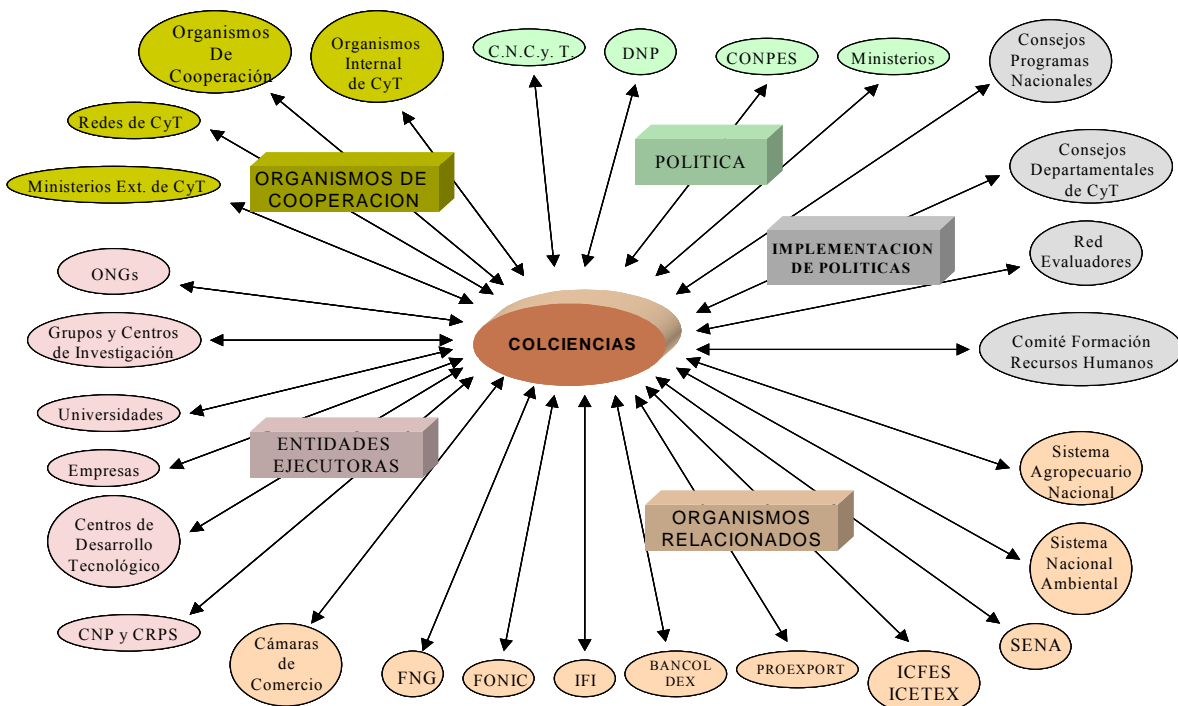 Organismos
De
Cooperación
Organismos
Internal
de CyT
C.N.C.y. T.
DNP
CONPES
Ministerios
Consejos
Programas
Nacionales
Redes de CyT
Ministerios Ext. de CyT
ORGANISMOS DE
COOPERACION
POLITICA
Consejos
Departamentales
de CyT
IMPLEMENTACION
DE POLITICAS
Red
Evaluadores
ONGs
Grupos y Centros
de Investigación
COLCIENCIAS
Comité Formación
Recursos Humanos
Universidades
Empresas
ENTIDADES
EJECUTORAS
Centros de
Desarrollo
Tecnológico
CNP y CRPS
ORGANISMOS
RELACIONADOS
Sistema
Agropecuario
Nacional
Sistema
Nacional
Ambiental
Cámaras
de
Comercio
FNG
FONIC
IFI
BANCOL
DEX
PROEXPORT
ICFES
ICETEX
SENA